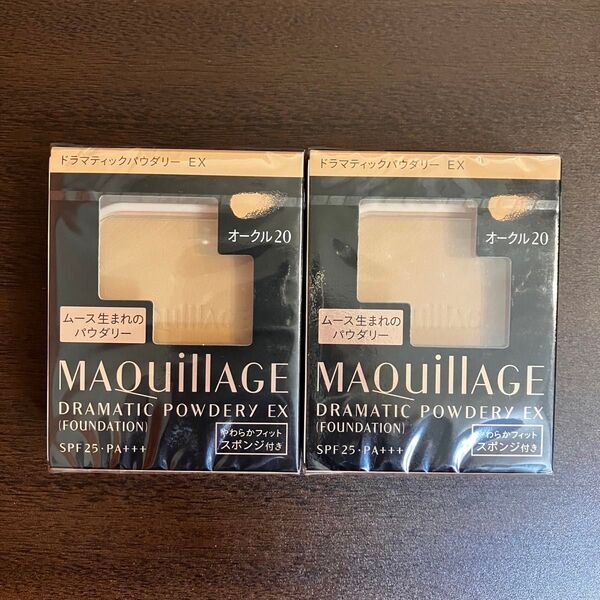 ドラマティックパウダリー EX
オークル20
ムース生まれの
パウダリー
MAQuillAGE
DRAMATIC POWDERY EX
(FOUNDATION)
SPF25・PA+++
やわらかフィット
スポンジ付き
ドラマティックパウダリー EX
オークル20
ムース生まれの
パウダリー
MAQuillAGE
DRAMATIC POWDERY EX
(FOUNDATION)
SPF25・PA+++
やわらかフィット
スポンジ付き